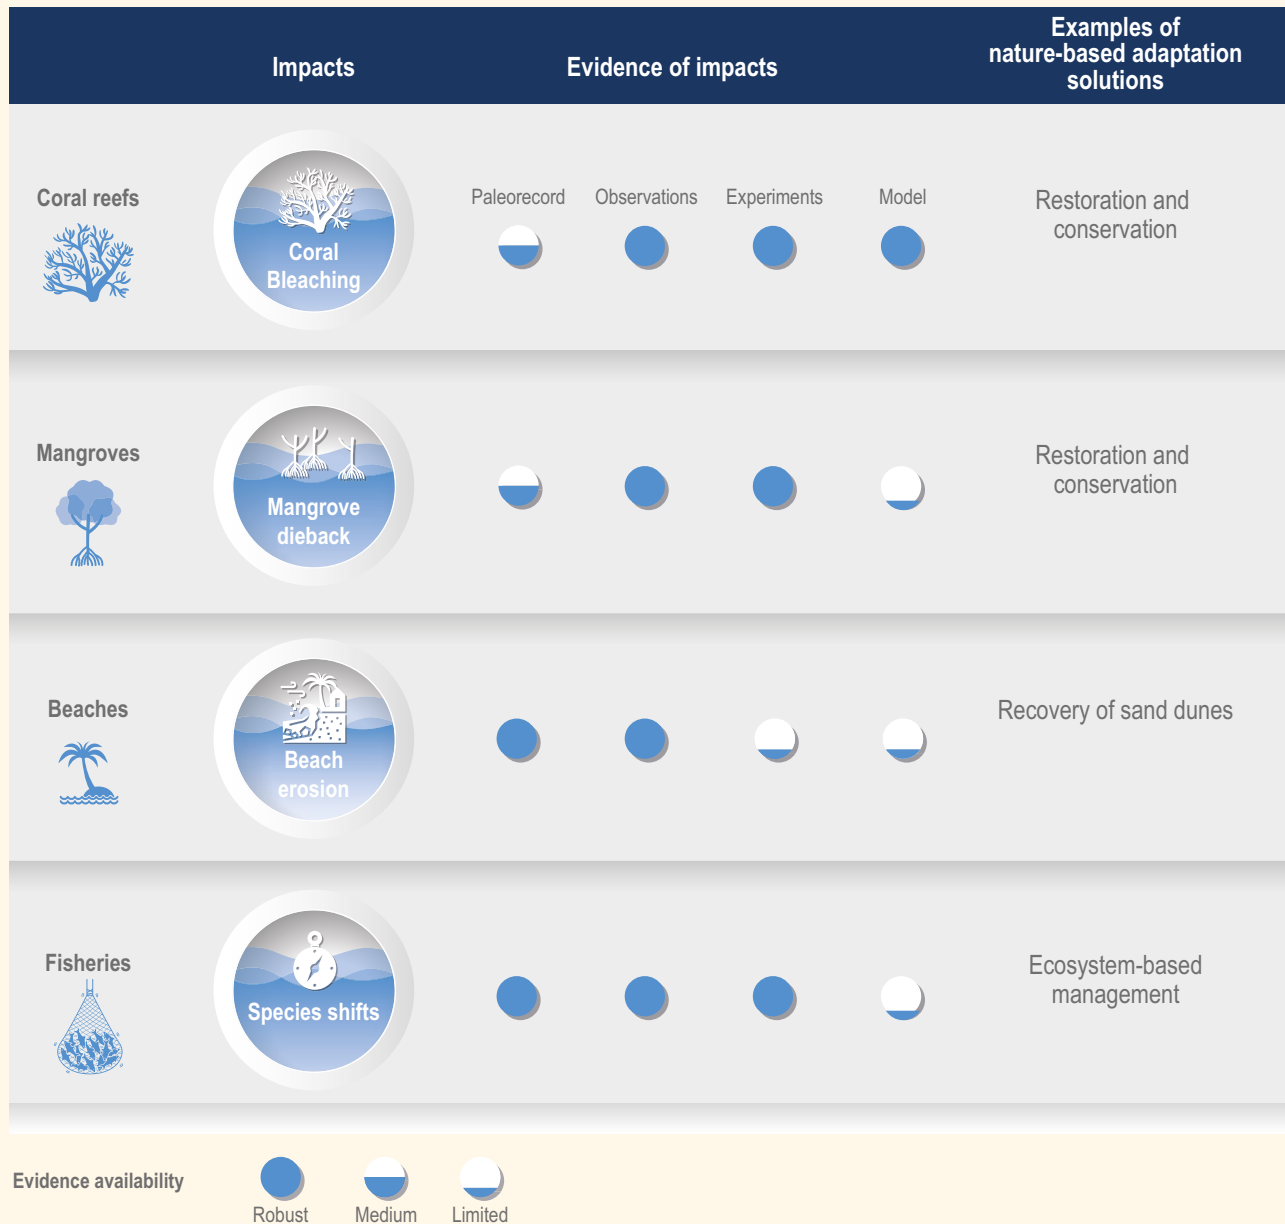 Impacts
Evidence of impacts
Examples of
nature-based adaptation
solutions
Coral reefs
Coral
Bleaching
Paleorecord
Observations
Experiments
Model
Restoration and
conservation
Mangroves
Mangrove
dieback
Restoration and
conservation
Beaches
Beach
erosion
Recovery of sand dunes
Fisheries
Species shifts
Ecosystem-based
management
Evidence availability
Robust
Medium
Limited